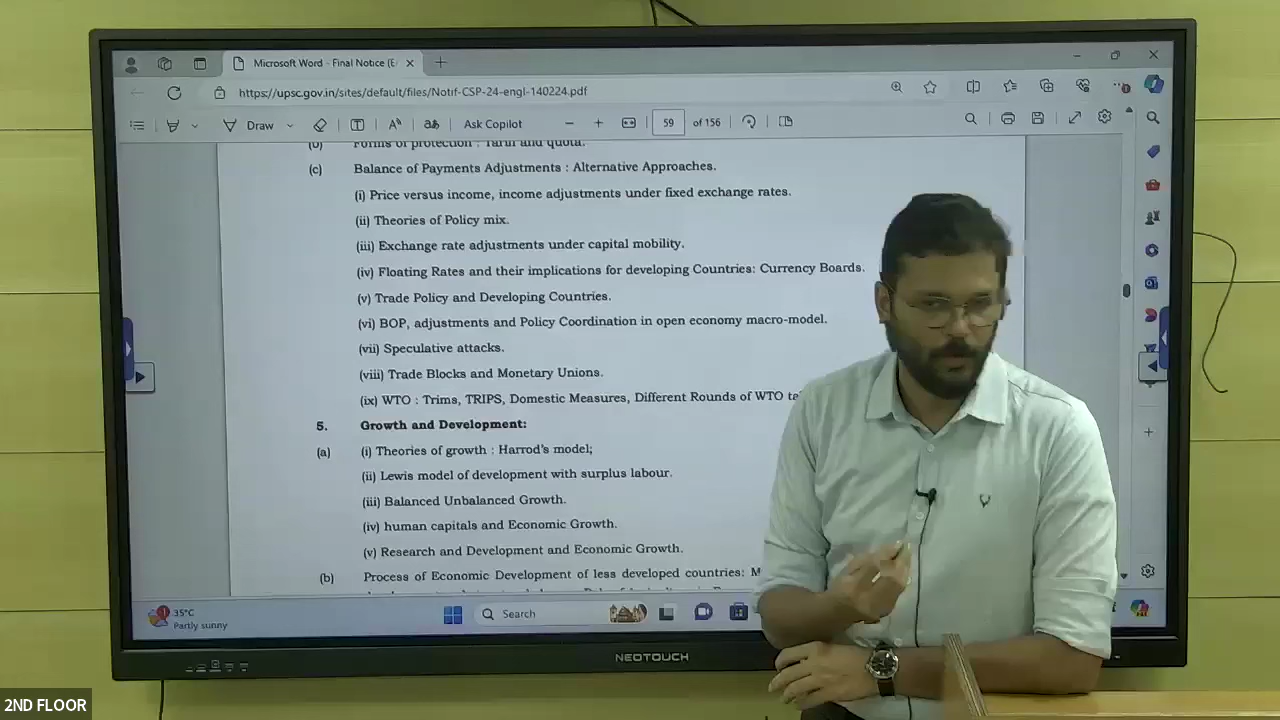 Microsoft Word - Final Notice (E
https://upsc.gov.in/sites/default/files/Notif-CSP-24-engl-140224.pdf
Draw
Ask Copilot
59 of 156
(b) Forms of protection : Tariff and quota.
(c) Balance of Payments Adjustments : Alternative Approaches.
(i) Price versus income, income adjustments under fixed exchange rates.
(ii) Theories of Policy mix.
(iii) Exchange rate adjustments under capital mobility.
(iv) Floating Rates and their implications for developing Countries: Currency Boards.
(v) Trade Policy and Developing Countries.
(vi) BOP, adjustments and Policy Coordination in open economy macro-model.
(vii) Speculative attacks.
(viii) Trade Blocks and Monetary Unions.
(ix) WTO : Trims, TRIPS, Domestic Measures, Different Rounds of WTO ta
5. Growth and Development:
(a) (i) Theories of growth : Harrod's model;
(ii) Lewis model of development with surplus labour.
(iii) Balanced Unbalanced Growth.
(iv) human capitals and Economic Growth.
(v) Research and Development and Economic Growth.
(b) Process of Economic Development of less developed countries: M
35°C
Partly sunny
Search
NEOTOUCH
2ND FLOOR